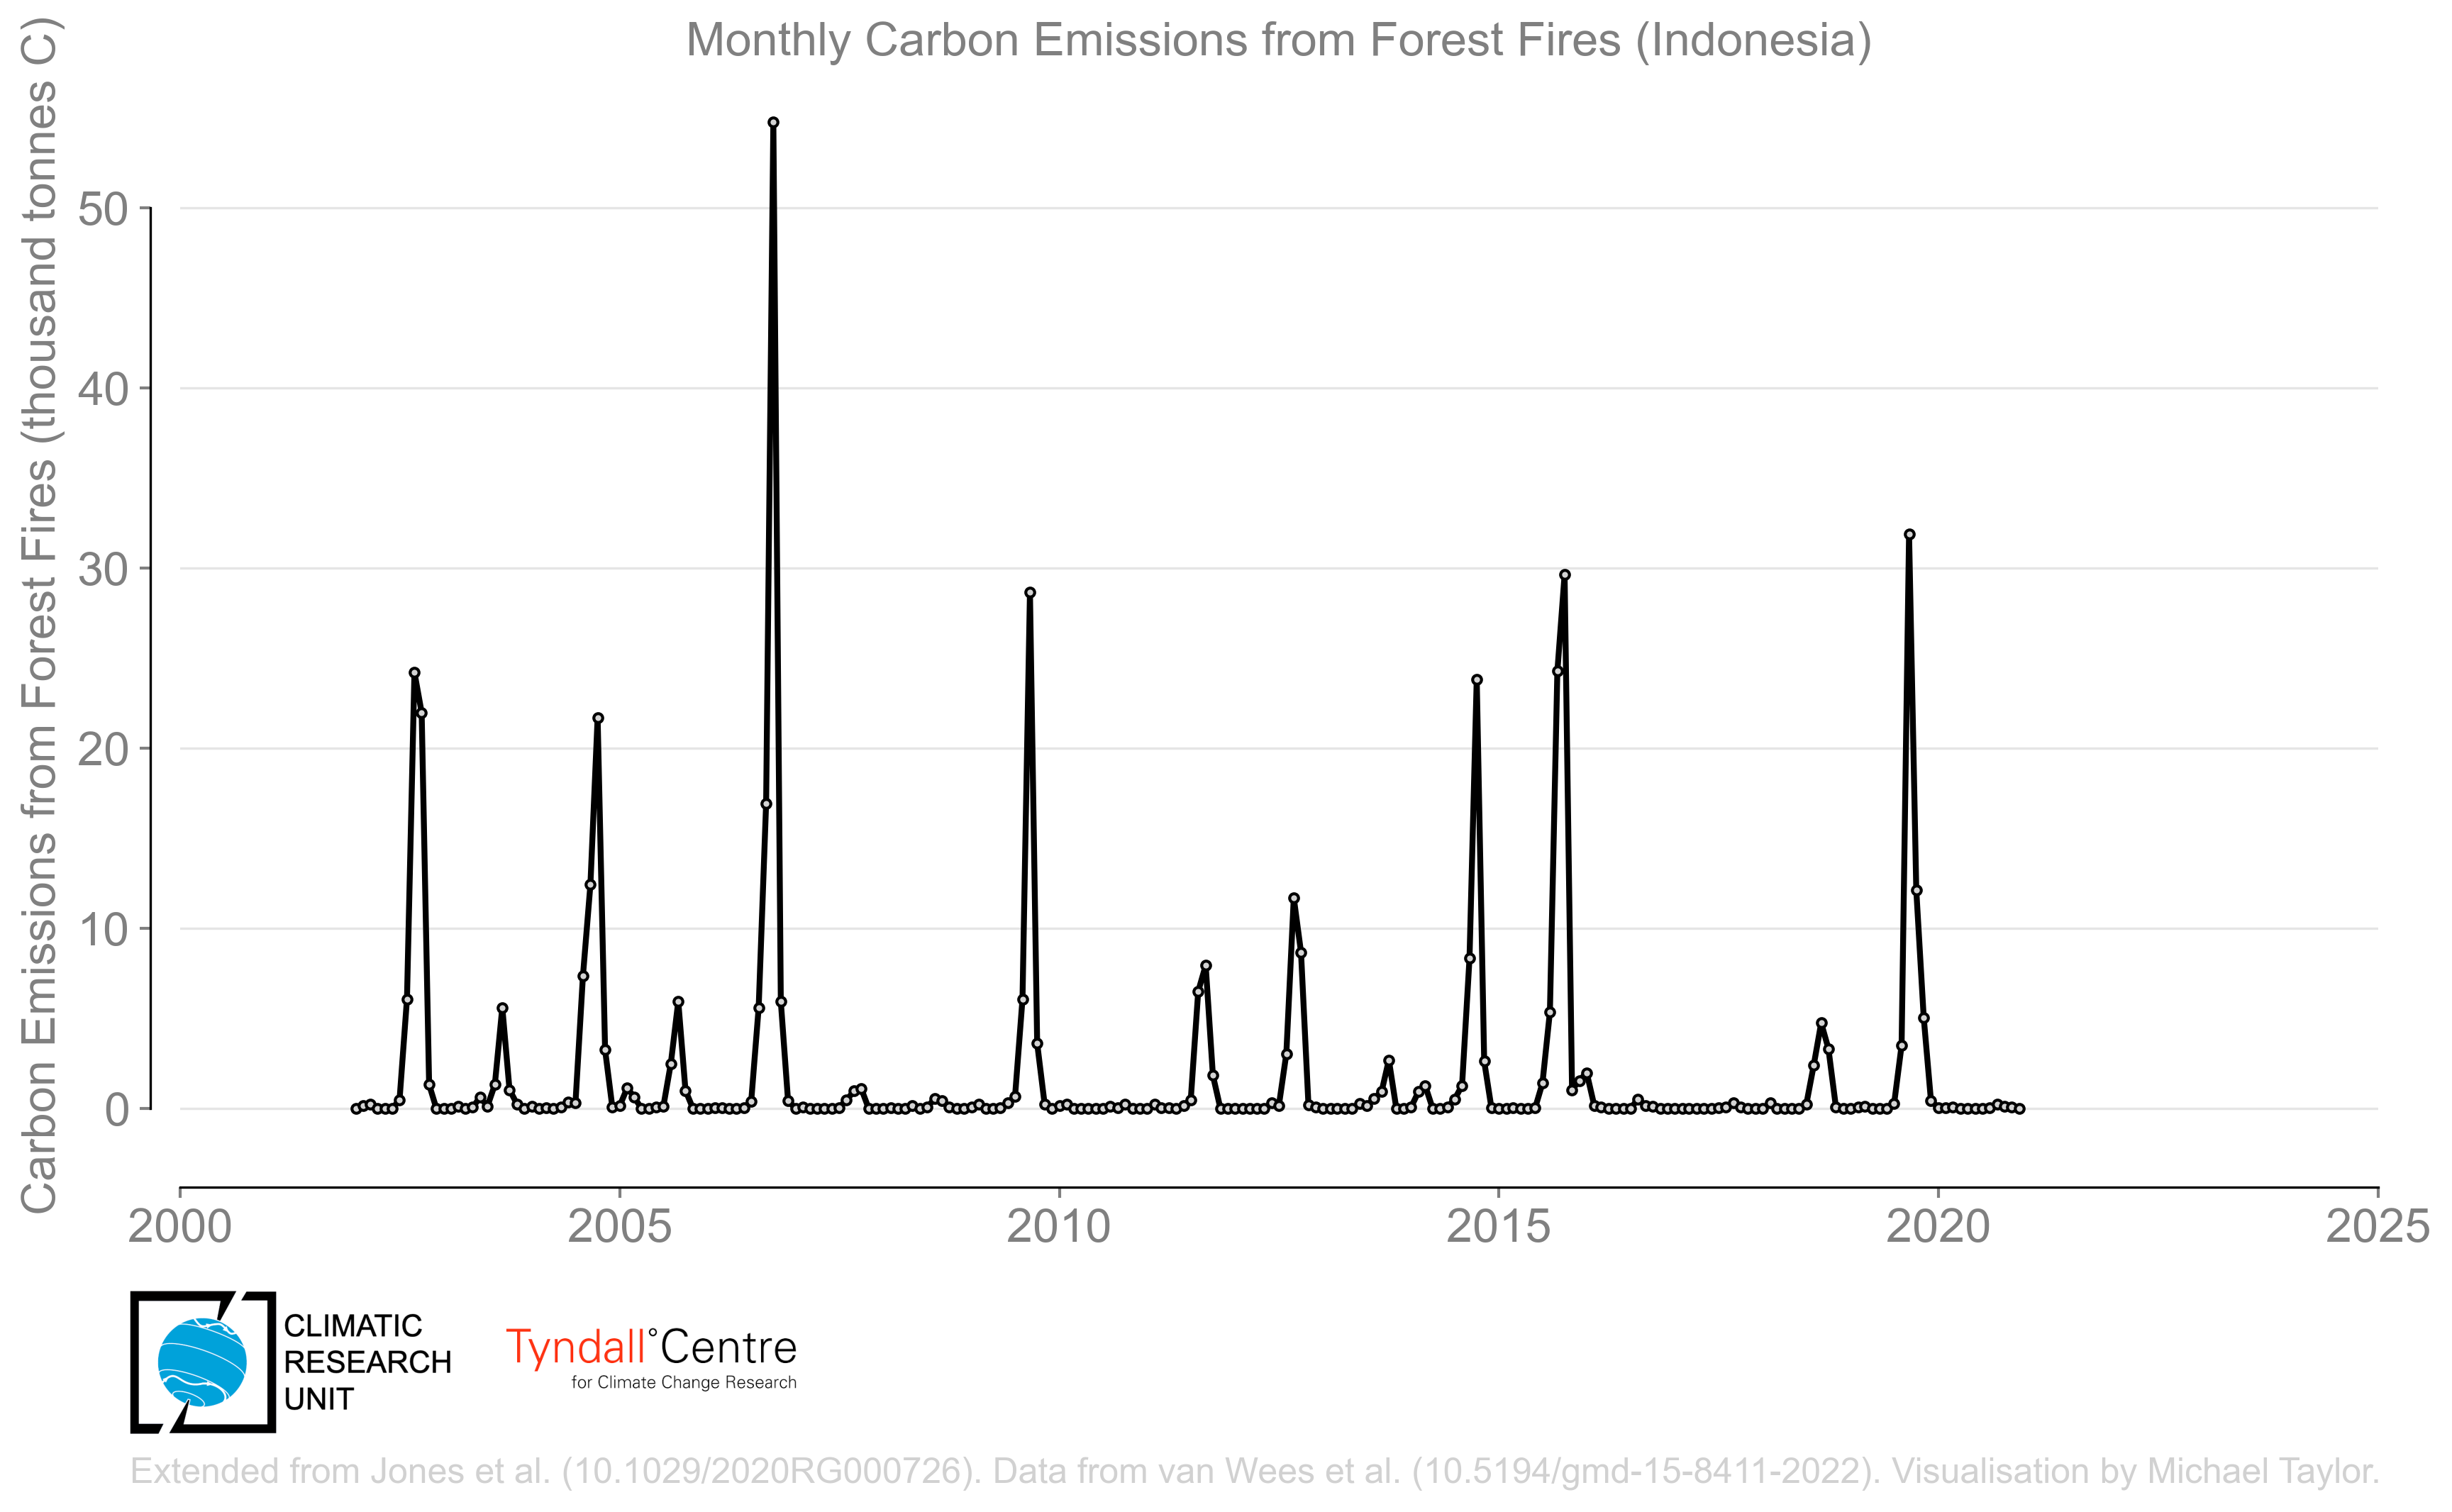 Monthly Carbon Emissions from Forest Fires (Indonesia)
Carbon Emissions from Forest Fires (thousand tonnes C)
50
40
30
20
10
0
2000 2005 2010 2015 2020 2025
CLIMATIC
RESEARCH
UNIT
Tyndall°Centre
for Climate Change Research
Extended from Jones et al. (10.1029/2020RG000726). Data from van Wees et al. (10.5194/gmd-15-8411-2022). Visualisation by Michael Taylor.